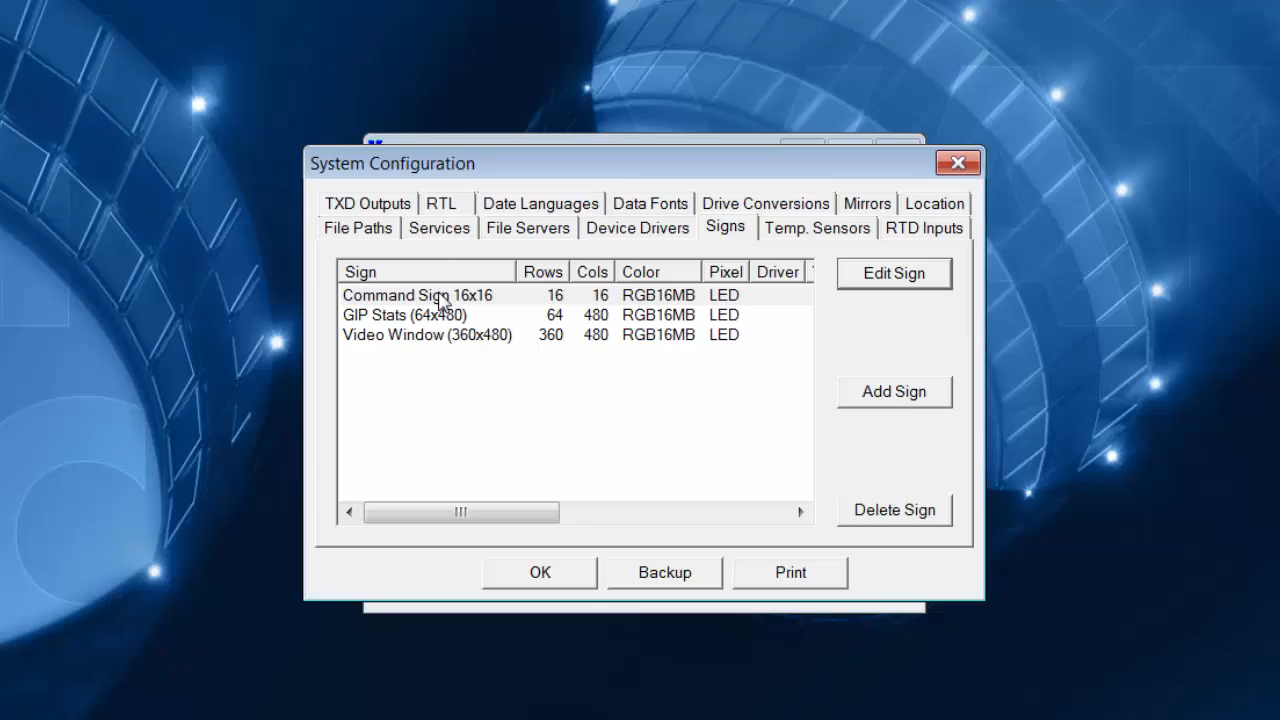 System Configuration
TXD Outputs RTL Date Languages Data Fonts Drive Conversions Mirrors Location
File Paths Services File Servers Device Drivers Signs Temp. Sensors RTD Inputs
Sign Rows Cols Color Pixel Driver
Command Sign 16x16 16 16 RGB16MB LED
GIP Stats (64x480) 64 480 RGB16MB LED
Video Window (360x480) 360 480 RGB16MB LED
Edit Sign
Add Sign
Delete Sign
OK Backup Print